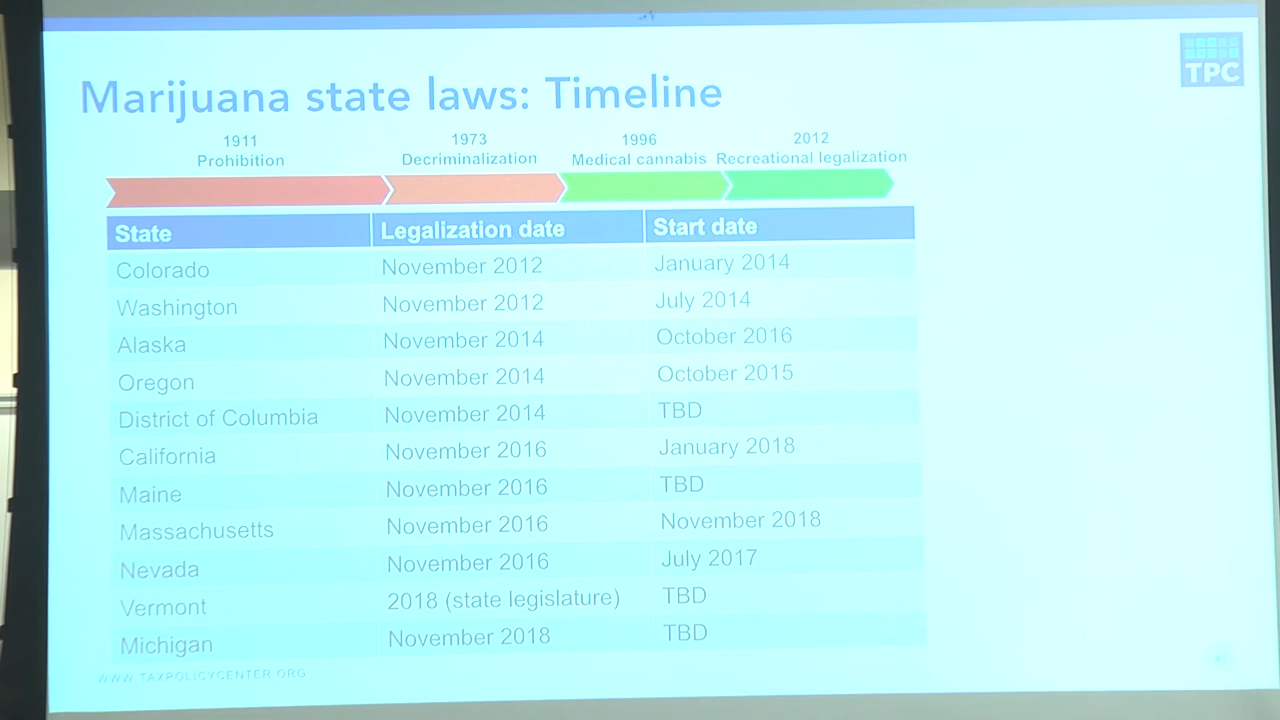 TPC
Marijuana state laws: Timeline
1911 1973 1996 2012
Prohibition Decriminalization Medical cannabis Recreational legalization
State Legalization date Start date
Colorado November 2012 January 2014
Washington November 2012 July 2014
Alaska November 2014 October 2016
Oregon November 2014 October 2015
District of Columbia November 2014 TBD
California November 2016 January 2018
Maine November 2016 TBD
Massachusetts November 2016 November 2018
Nevada November 2016 July 2017
Vermont 2018 (state legislature) TBD
Michigan November 2018 TBD
WWW.TAXPOLICYCENTER.ORG